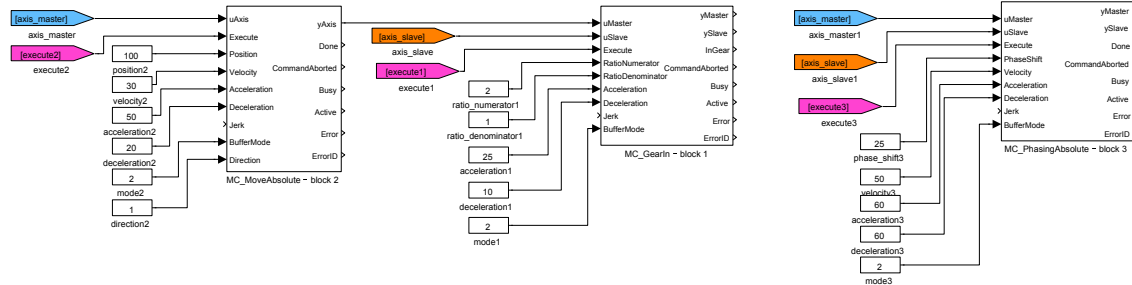 [axis_master]
axis_master
[execute2]
execute2
100
position2
30
velocity2
50
acceleration2
20
deceleration2
2
mode2
1
direction2
uAxis
Execute
Position
Velocity
Acceleration
Deceleration
Jerk
BufferMode
Direction
yAxis
Done
CommandAborted
Busy
Active
Error
ErrorID
MC_MoveAbsolute − block 2
[axis_slave]
axis_slave
[execute1]
execute1
2
ratio_numerator1
1
ratio_denominator1
25
acceleration1
10
deceleration1
2
mode1
uMaster
uSlave
Execute
RatioNumerator
RatioDenominator
Acceleration
Deceleration
Jerk
BufferMode
yMaster
ySlave
InGear
CommandAborted
Busy
Active
Error
ErrorID
MC_GearIn − block 1
[axis_master]
axis_master1
[axis_slave]
axis_slave1
[execute3]
execute3
25
phase_shift3
50
velocity3
60
acceleration3
60
deceleration3
2
mode3
uMaster
uSlave
Execute
PhaseShift
Velocity
Acceleration
Deceleration
Jerk
BufferMode
yMaster
ySlave
Done
CommandAborted
Busy
Active
Error
ErrorID
MC_PhasingAbsolute − block 3